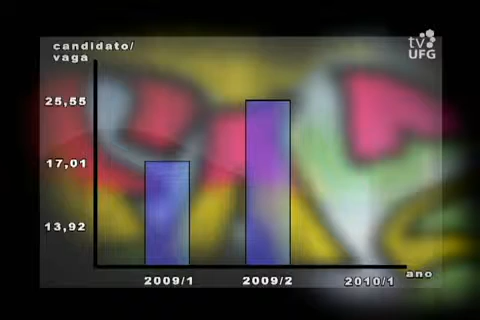 candidato/
vaga
tv
UFG
25,55
17,01
13,92
2009/1
2009/2
2010/1
ano